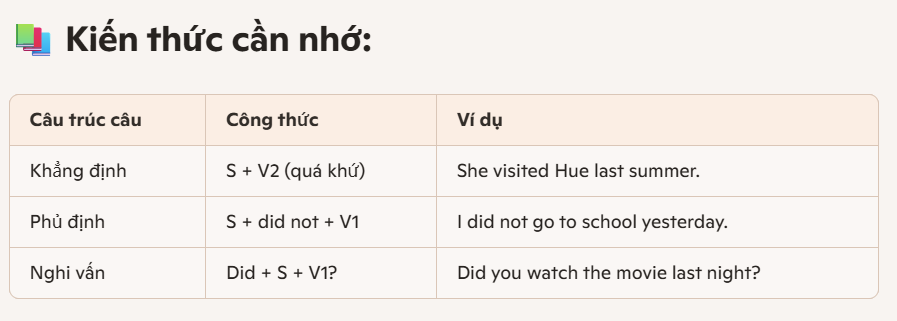 Kiến thức cần nhớ:
Câu trúc câu Công thức Ví dụ
Khẳng định S + V2 (quá khứ) She visited Hue last summer.
Phủ định S + did not + V1 I did not go to school yesterday.
Nghi vấn Did + S + V1? Did you watch the movie last night?